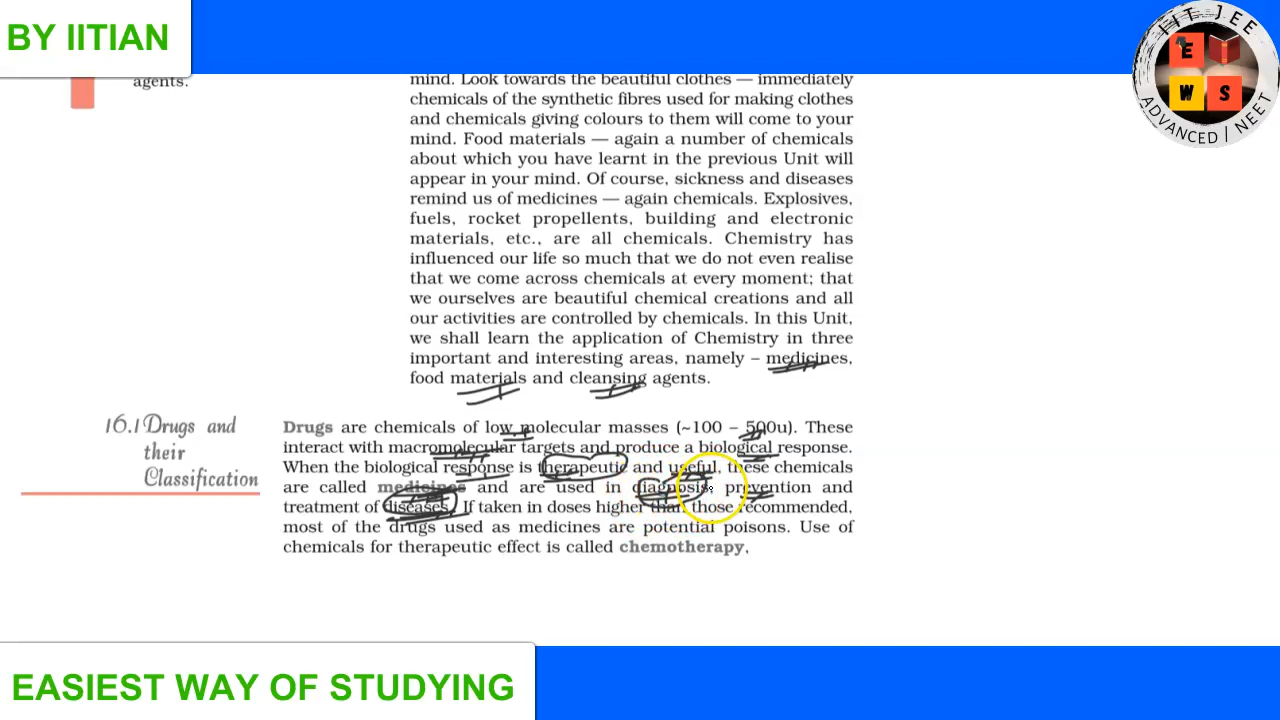 BY IITIAN
IIT JEE
E
W S
ADVANCED | NEET
agents.
mind. Look towards the beautiful clothes — immediately
chemicals of the synthetic fibres used for making clothes
and chemicals giving colours to them will come to your
mind. Food materials — again a number of chemicals
about which you have learnt in the previous Unit will
appear in your mind. Of course, sickness and diseases
remind us of medicines — again chemicals. Explosives,
fuels, rocket propellents, building and electronic
materials, etc., are all chemicals. Chemistry has
influenced our life so much that we do not even realise
that we come across chemicals at every moment; that
we ourselves are beautiful chemical creations and all
our activities are controlled by chemicals. In this Unit,
we shall learn the application of Chemistry in three
important and interesting areas, namely – medicines,
food materials and cleansing agents.
16.1 Drugs and
their
Classification
Drugs are chemicals of low molecular masses (~100 – 500u). These
interact with macromolecular targets and produce a biological response.
When the biological response is therapeutic and useful, these chemicals
are called medicines and are used in diagnosis, prevention and
treatment of diseases. If taken in doses higher than those recommended,
most of the drugs used as medicines are potential poisons. Use of
chemicals for therapeutic effect is called chemotherapy,
EASIEST WAY OF STUDYING